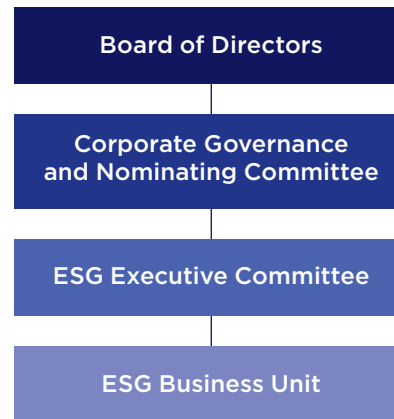 Board of Directors
Corporate Governance
and Nominating Committee
ESG Executive Committee
ESG Business Unit